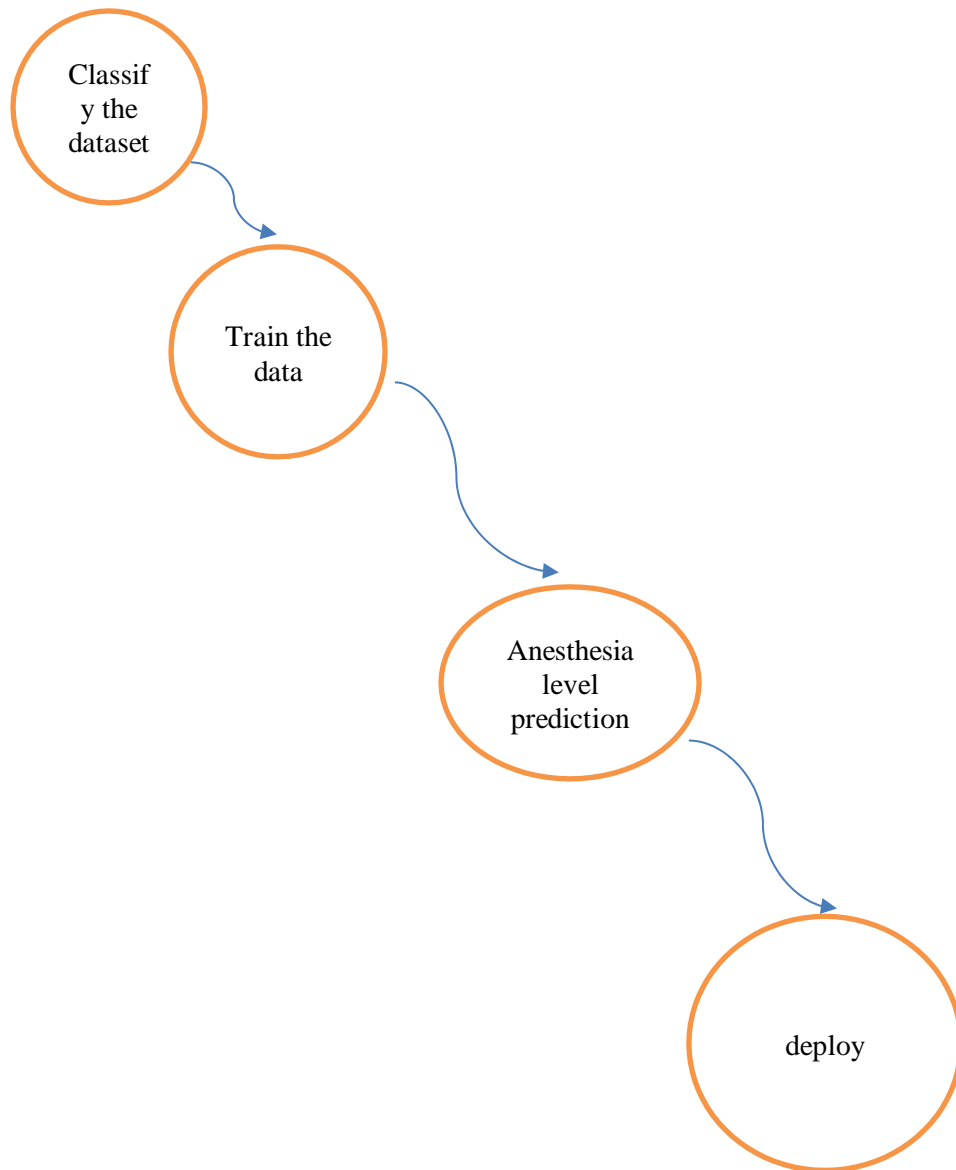 Classif
y the
dataset
Train the
data
Anesthesia
level
prediction
deploy